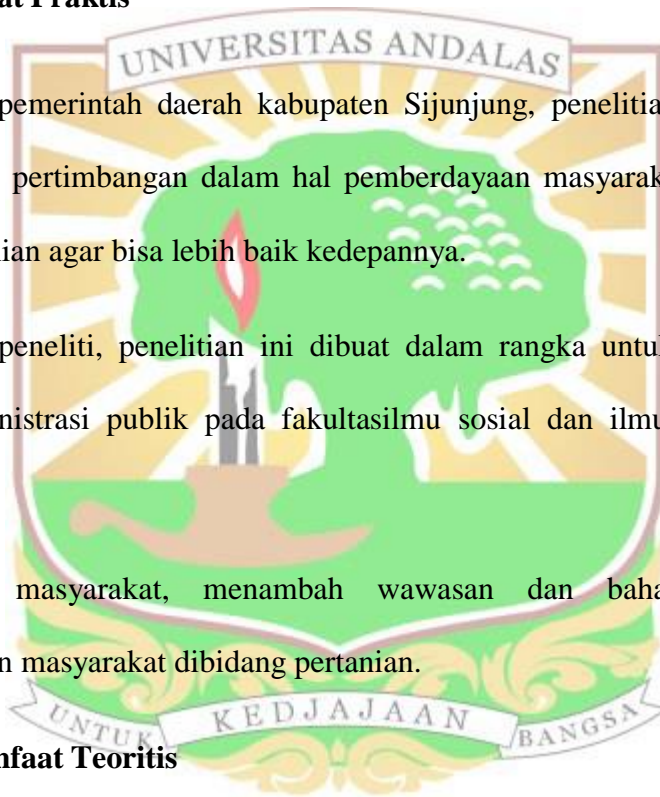 at Praktis
UNIVERSITAS ANDALAS
pemerintah daerah kabupaten Sijunjung, penelitia
pertimbangan dalam hal pemberdayaan masyarak
ian agar bisa lebih baik kedepannya.
peneliti, penelitian ini dibuat dalam rangka untuk
nistrasi publik pada fakultasilmu sosial dan ilmu
masyarakat, menambah wawasan dan baha
n masyarakat dibidang pertanian.
UNTUK KEDJAJAAN BANGSA
nfaat Teoritis